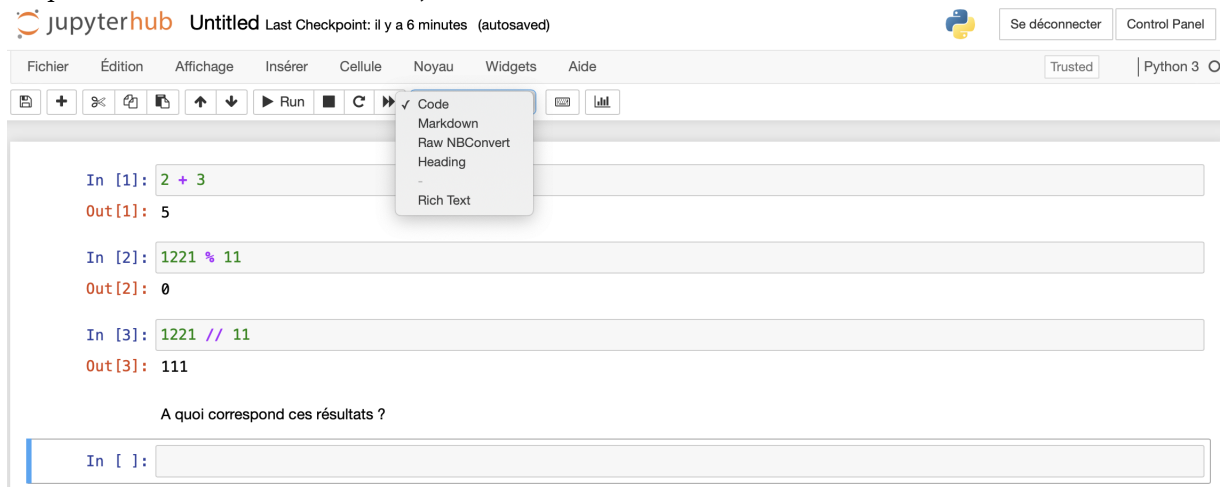 jupyterhub Untitled Last Checkpoint: il y a 6 minutes (autosaved) Se déconnecter Control Panel
Fichier Édition Affichage Insérer Cellule Noyau Widgets Aide Trusted Python 3
Run
✓ Code
Markdown
Raw NBConvert
Heading
-
Rich Text
In [1]: 2 + 3
Out[1]: 5
In [2]: 1221 % 11
Out[2]: 0
In [3]: 1221 // 11
Out[3]: 111
A quoi correspond ces résultats ?
In [ ]: